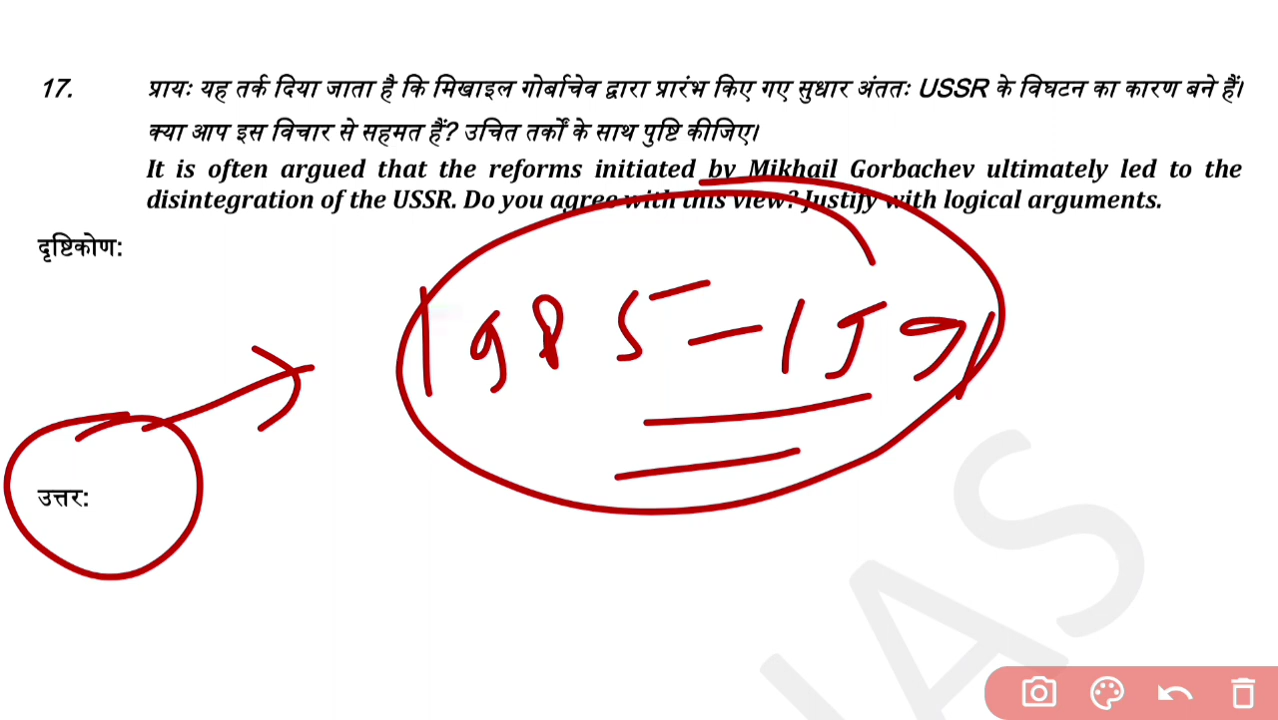 17. प्रायः यह तर्क दिया जाता है कि मिखाइल गोर्बाचेव द्वारा प्रारंभ किए गए सुधार अंततः USSR के विघटन का कारण बने हैं।
क्या आप इस विचार से सहमत हैं? उचित तर्कों के साथ पुष्टि कीजिए।
It is often argued that the reforms initiated by Mikhail Gorbachev ultimately led to the
disintegration of the USSR. Do you agree with this view? Justify with logical arguments.
दृष्टिकोण:
1985 – 1991
उत्तर:
IAS